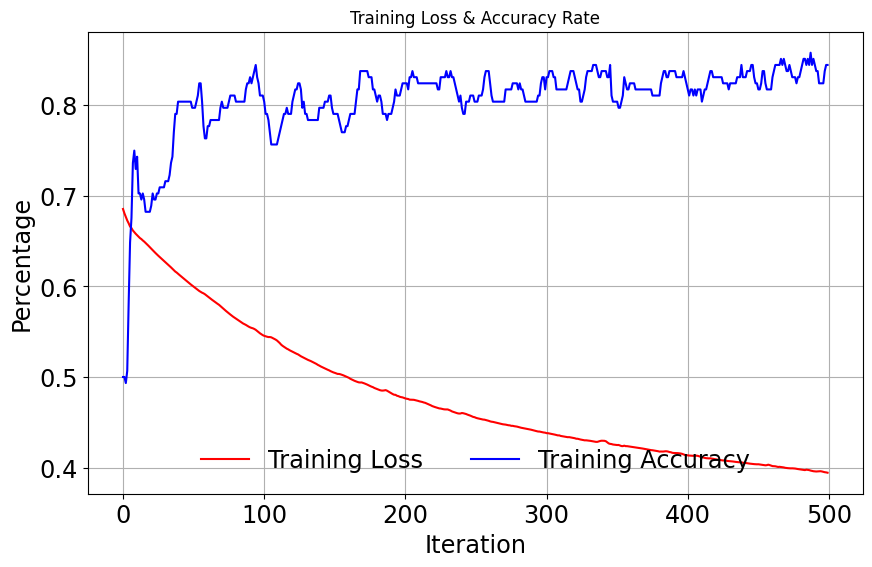 Training Loss & Accuracy Rate
Percentage
0.8
0.7
0.6
0.5
0.4
Training Loss
Training Accuracy
0
100
200
300
400
500
Iteration